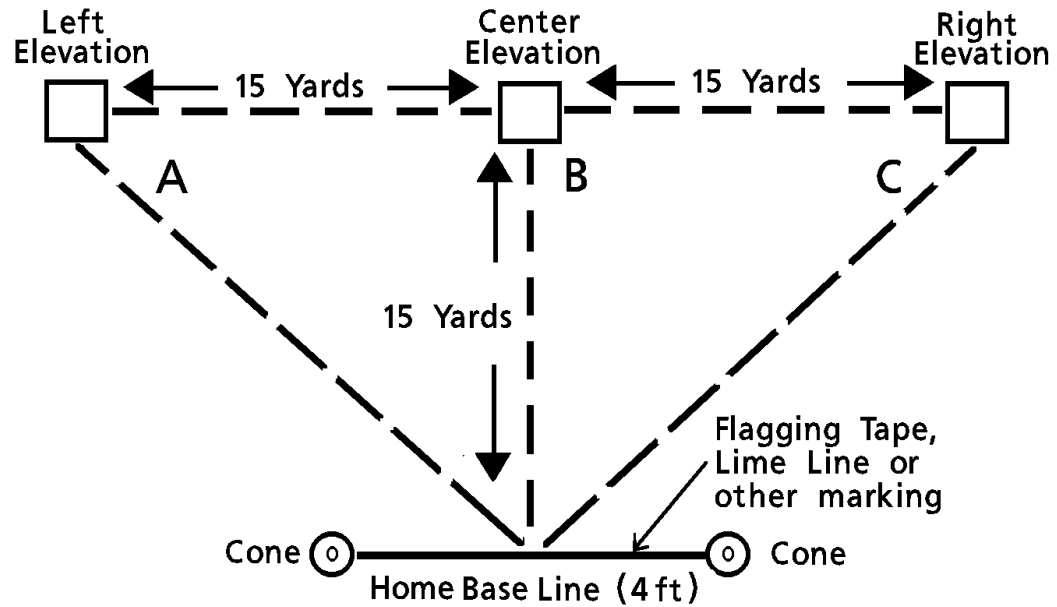 Left
Elevation
Center
Elevation
Right
Elevation
15 Yards
15 Yards
A
B
C
15 Yards
Flagging Tape,
Lime Line or
other marking
Cone
Cone
Home Base Line (4 ft)